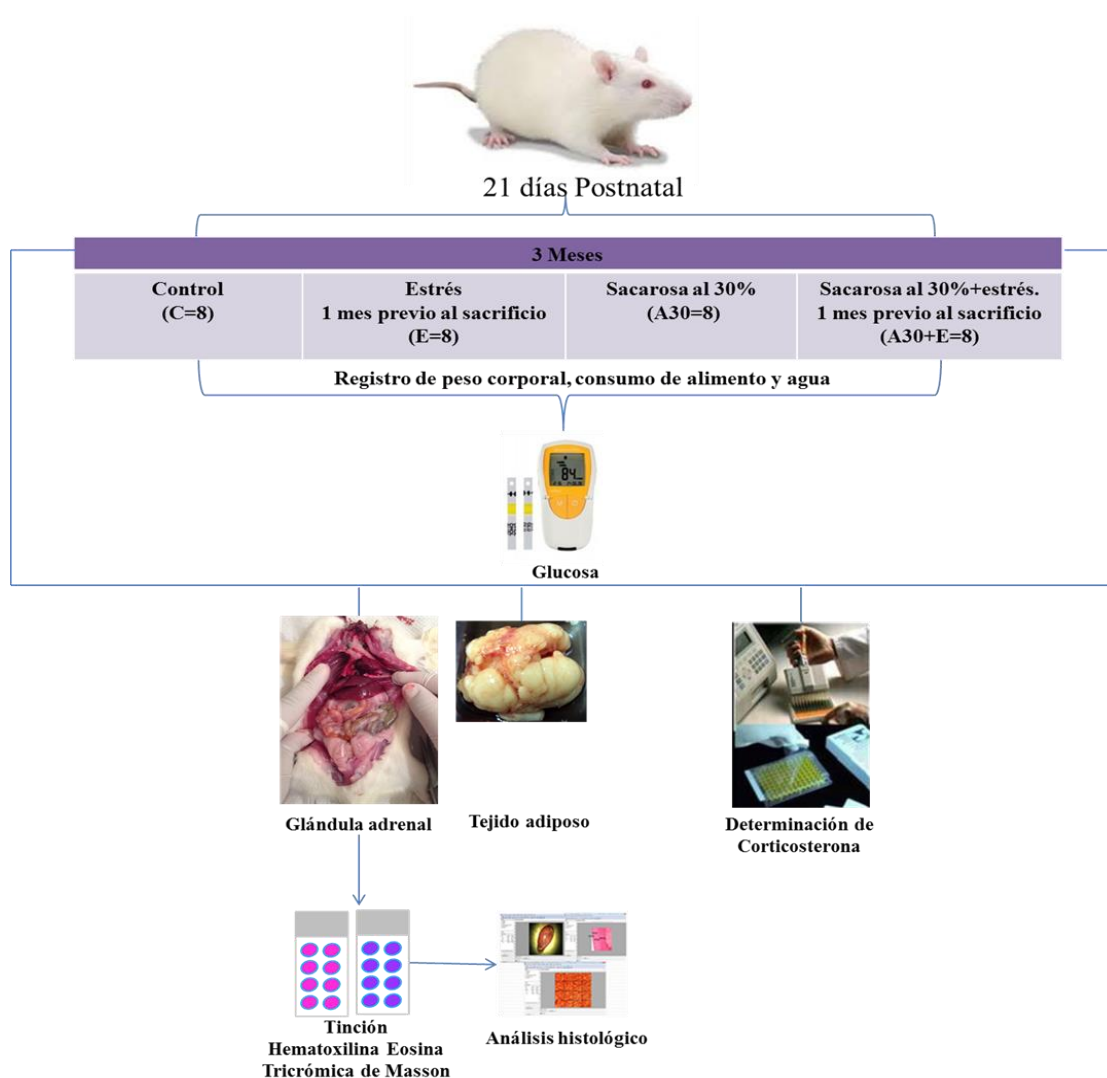 21 días Postnatal
3 Meses
Control
(C=8)
Estrés
1 mes previo al sacrificio
(E=8)
Sacarosa al 30%
(A30=8)
Sacarosa al 30%+estrés.
1 mes previo al sacrificio
(A30+E=8)
Registro de peso corporal, consumo de alimento y agua
84
Glucosa
Glándula adrenal
Tejido adiposo
Determinación de
Corticosterona
Tinción
Hematoxilina Eosina
Tricrómica de Masson
Análisis histológico